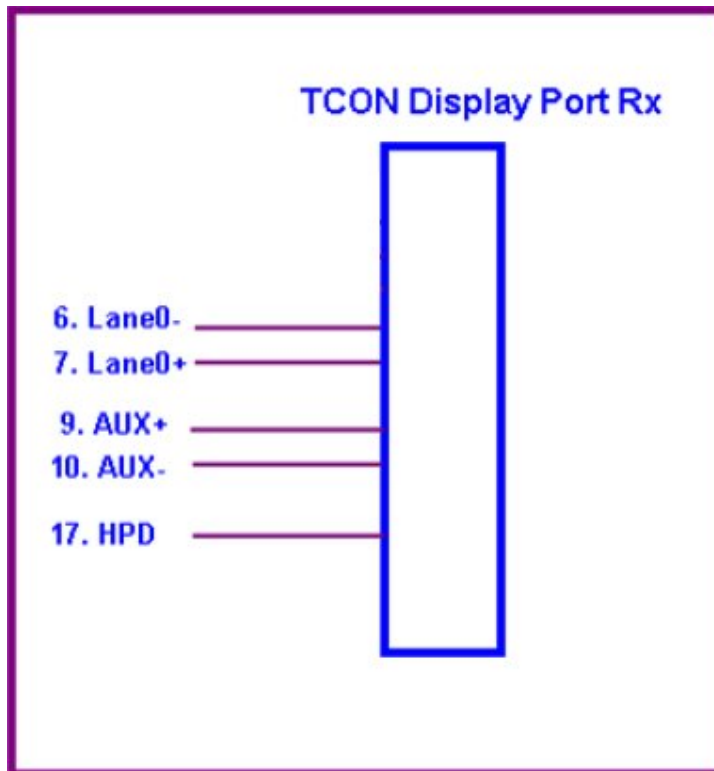 TCON Display Port Rx
6. Lane0-
7. Lane0+
9. AUX+
10. AUX-
17. HPD